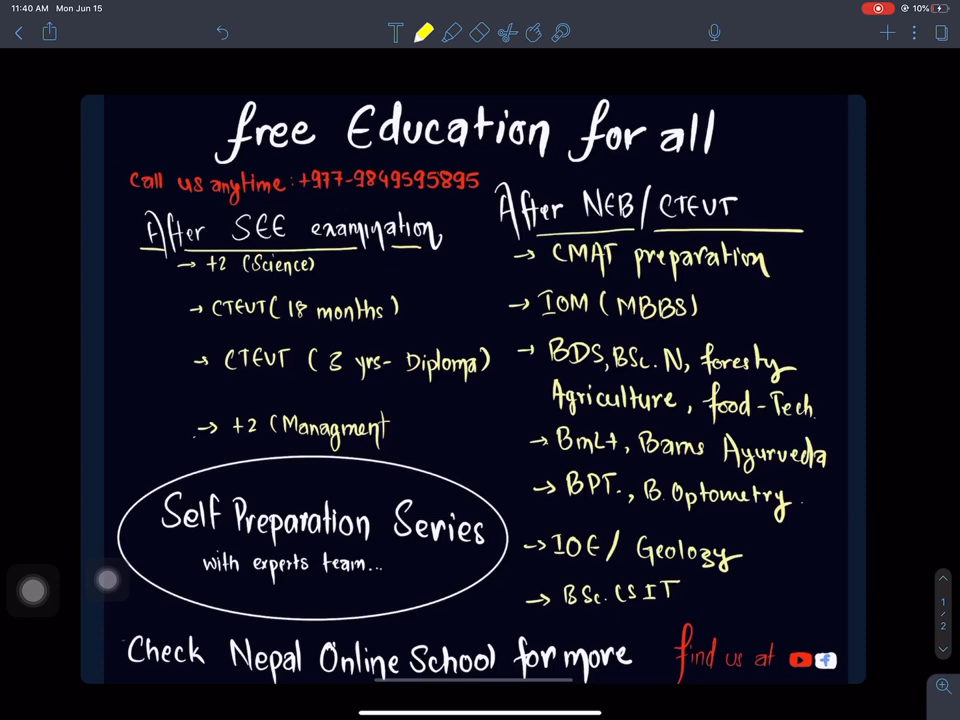 11:40 AM Mon Jun 15
10%
free Education for all
Call us anytime: +977-9849595895
After SEE examination
→ +2 (Science)
→ CTEVT (18 months)
→ CTEVT (3 yrs- Diploma)
→ +2 (Managment
Self Preparation Series
with experts team...
After NEB/CTEVT
→ CMAT preparation
→ IOM (MBBS)
→ BDS, BSc. N, foresty
Agriculture, food-Tech.
→ BmLt, Bams Ayurveda
→ BPT., B. Optometry.
→ IOE/ Geology
→ BSc. CSIT
Check Nepal Online School for more
find us at
1
/
2